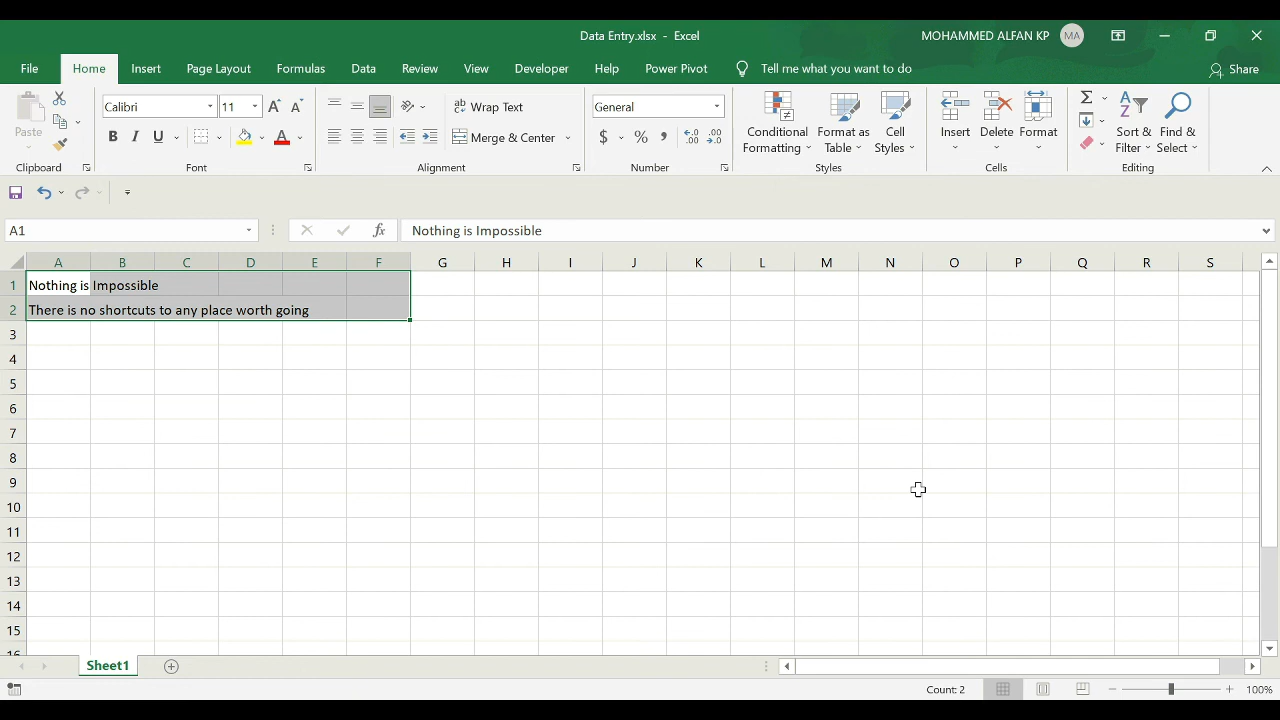 Data Entry.xlsx - Excel
MOHAMMED ALFAN KP
MA
File Home Insert Page Layout Formulas Data Review View Developer Help Power Pivot Tell me what you want to do Share
Paste
Calibri 11
B I U A
Wrap Text
Merge & Center
General
$ % ,
Conditional Formatting
Format as Table
Cell Styles
Insert Delete Format
Sort & Filter
Find & Select
Clipboard Font Alignment Number Styles Cells Editing
A1 fx Nothing is Impossible
A B C D E F G H I J K L M N O P Q R S
1 Nothing is Impossible
2 There is no shortcuts to any place worth going
3
4
5
6
7
8
9
10
11
12
13
14
15
16
Sheet1
Count: 2 100%